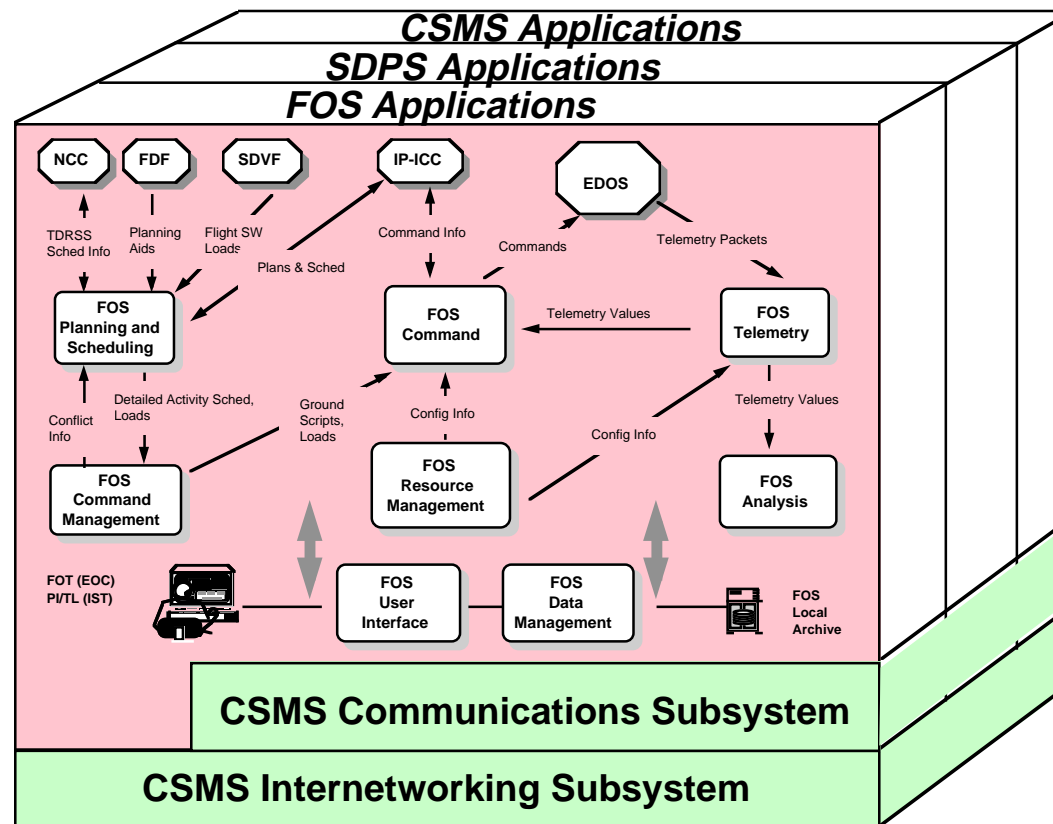 CSMS Applications
SDPS Applications
FOS Applications
NCC
FDF
SDVF
IP-ICC
EDOS
TDRSS
Sched Info
Planning
Aids
Flight SW
Loads
Plans & Sched
Command Info
Commands
Telemetry Packets
FOS
Planning and
Scheduling
FOS
Command
Telemetry Values
FOS
Telemetry
Conflict
Info
Detailed Activity Sched,
Loads
Ground
Scripts,
Loads
Config Info
Config Info
Telemetry Values
FOS
Command
Management
FOS
Resource
Management
FOS
Analysis
FOT (EOC)
PI/TL (IST)
FOS
User
Interface
FOS
Data
Management
FOS
Local
Archive
CSMS Communications Subsystem
CSMS Internetworking Subsystem